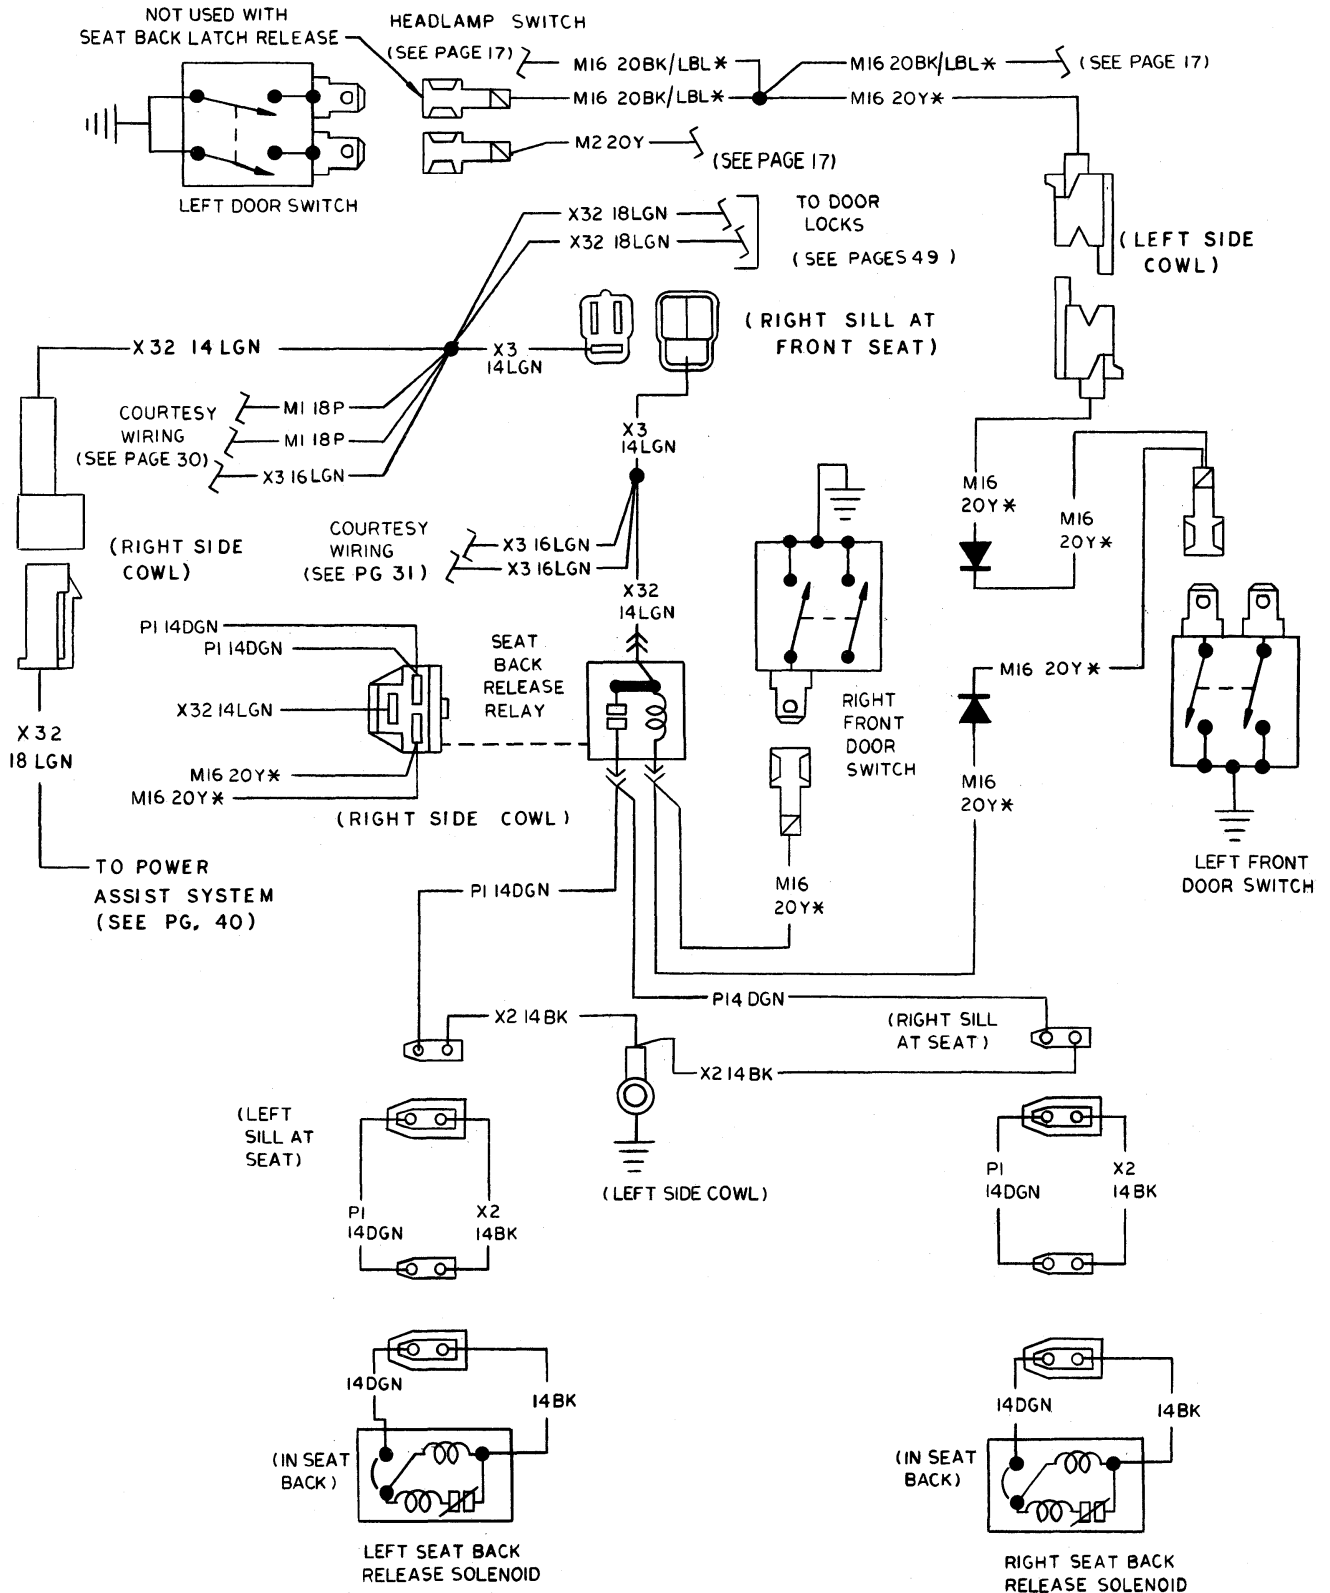 NOT USED WITH
SEAT BACK LATCH RELEASE
HEADLAMP SWITCH
(SEE PAGE 17)
M16 20BK/LBL*
M16 20BK/LBL*
(SEE PAGE 17)
M16 20BK/LBL*
M16 20Y*
M2 20Y
(SEE PAGE 17)
LEFT DOOR SWITCH
X32 18LGN
X32 18LGN
TO DOOR
LOCKS
(SEE PAGES 49 )
(LEFT SIDE
COWL)
(RIGHT SILL AT
FRONT SEAT)
X32 14 LGN
X3
14LGN
COURTESY
WIRING
(SEE PAGE 30)
M1 18P
M1 18P
X3 16 LGN
X3
14LGN
M16
20Y*
M16
20Y*
(RIGHT SIDE
COWL)
COURTESY
WIRING
(SEE PG 31)
X3 16LGN
X3 16LGN
X32
14LGN
P1 14DGN
P1 14DGN
X32 14LGN
M16 20Y*
M16 20Y*
(RIGHT SIDE COWL)
SEAT
BACK
RELEASE
RELAY
RIGHT
FRONT
DOOR
SWITCH
M16 20Y*
M16
20Y*
X32
18 LGN
TO POWER
ASSIST SYSTEM
(SEE PG. 40)
LEFT FRONT
DOOR SWITCH
P1 14DGN
M16
20Y*
P14 DGN
X2 14BK
(RIGHT SILL
AT SEAT)
X2 14BK
(LEFT
SILL AT
SEAT)
(LEFT SIDE COWL)
P1
14DGN
X2
14BK
P1
14DGN
X2
14BK
14DGN
14BK
14DGN
14BK
(IN SEAT
BACK)
(IN SEAT
BACK)
LEFT SEAT BACK
RELEASE SOLENOID
RIGHT SEAT BACK
RELEASE SOLENOID